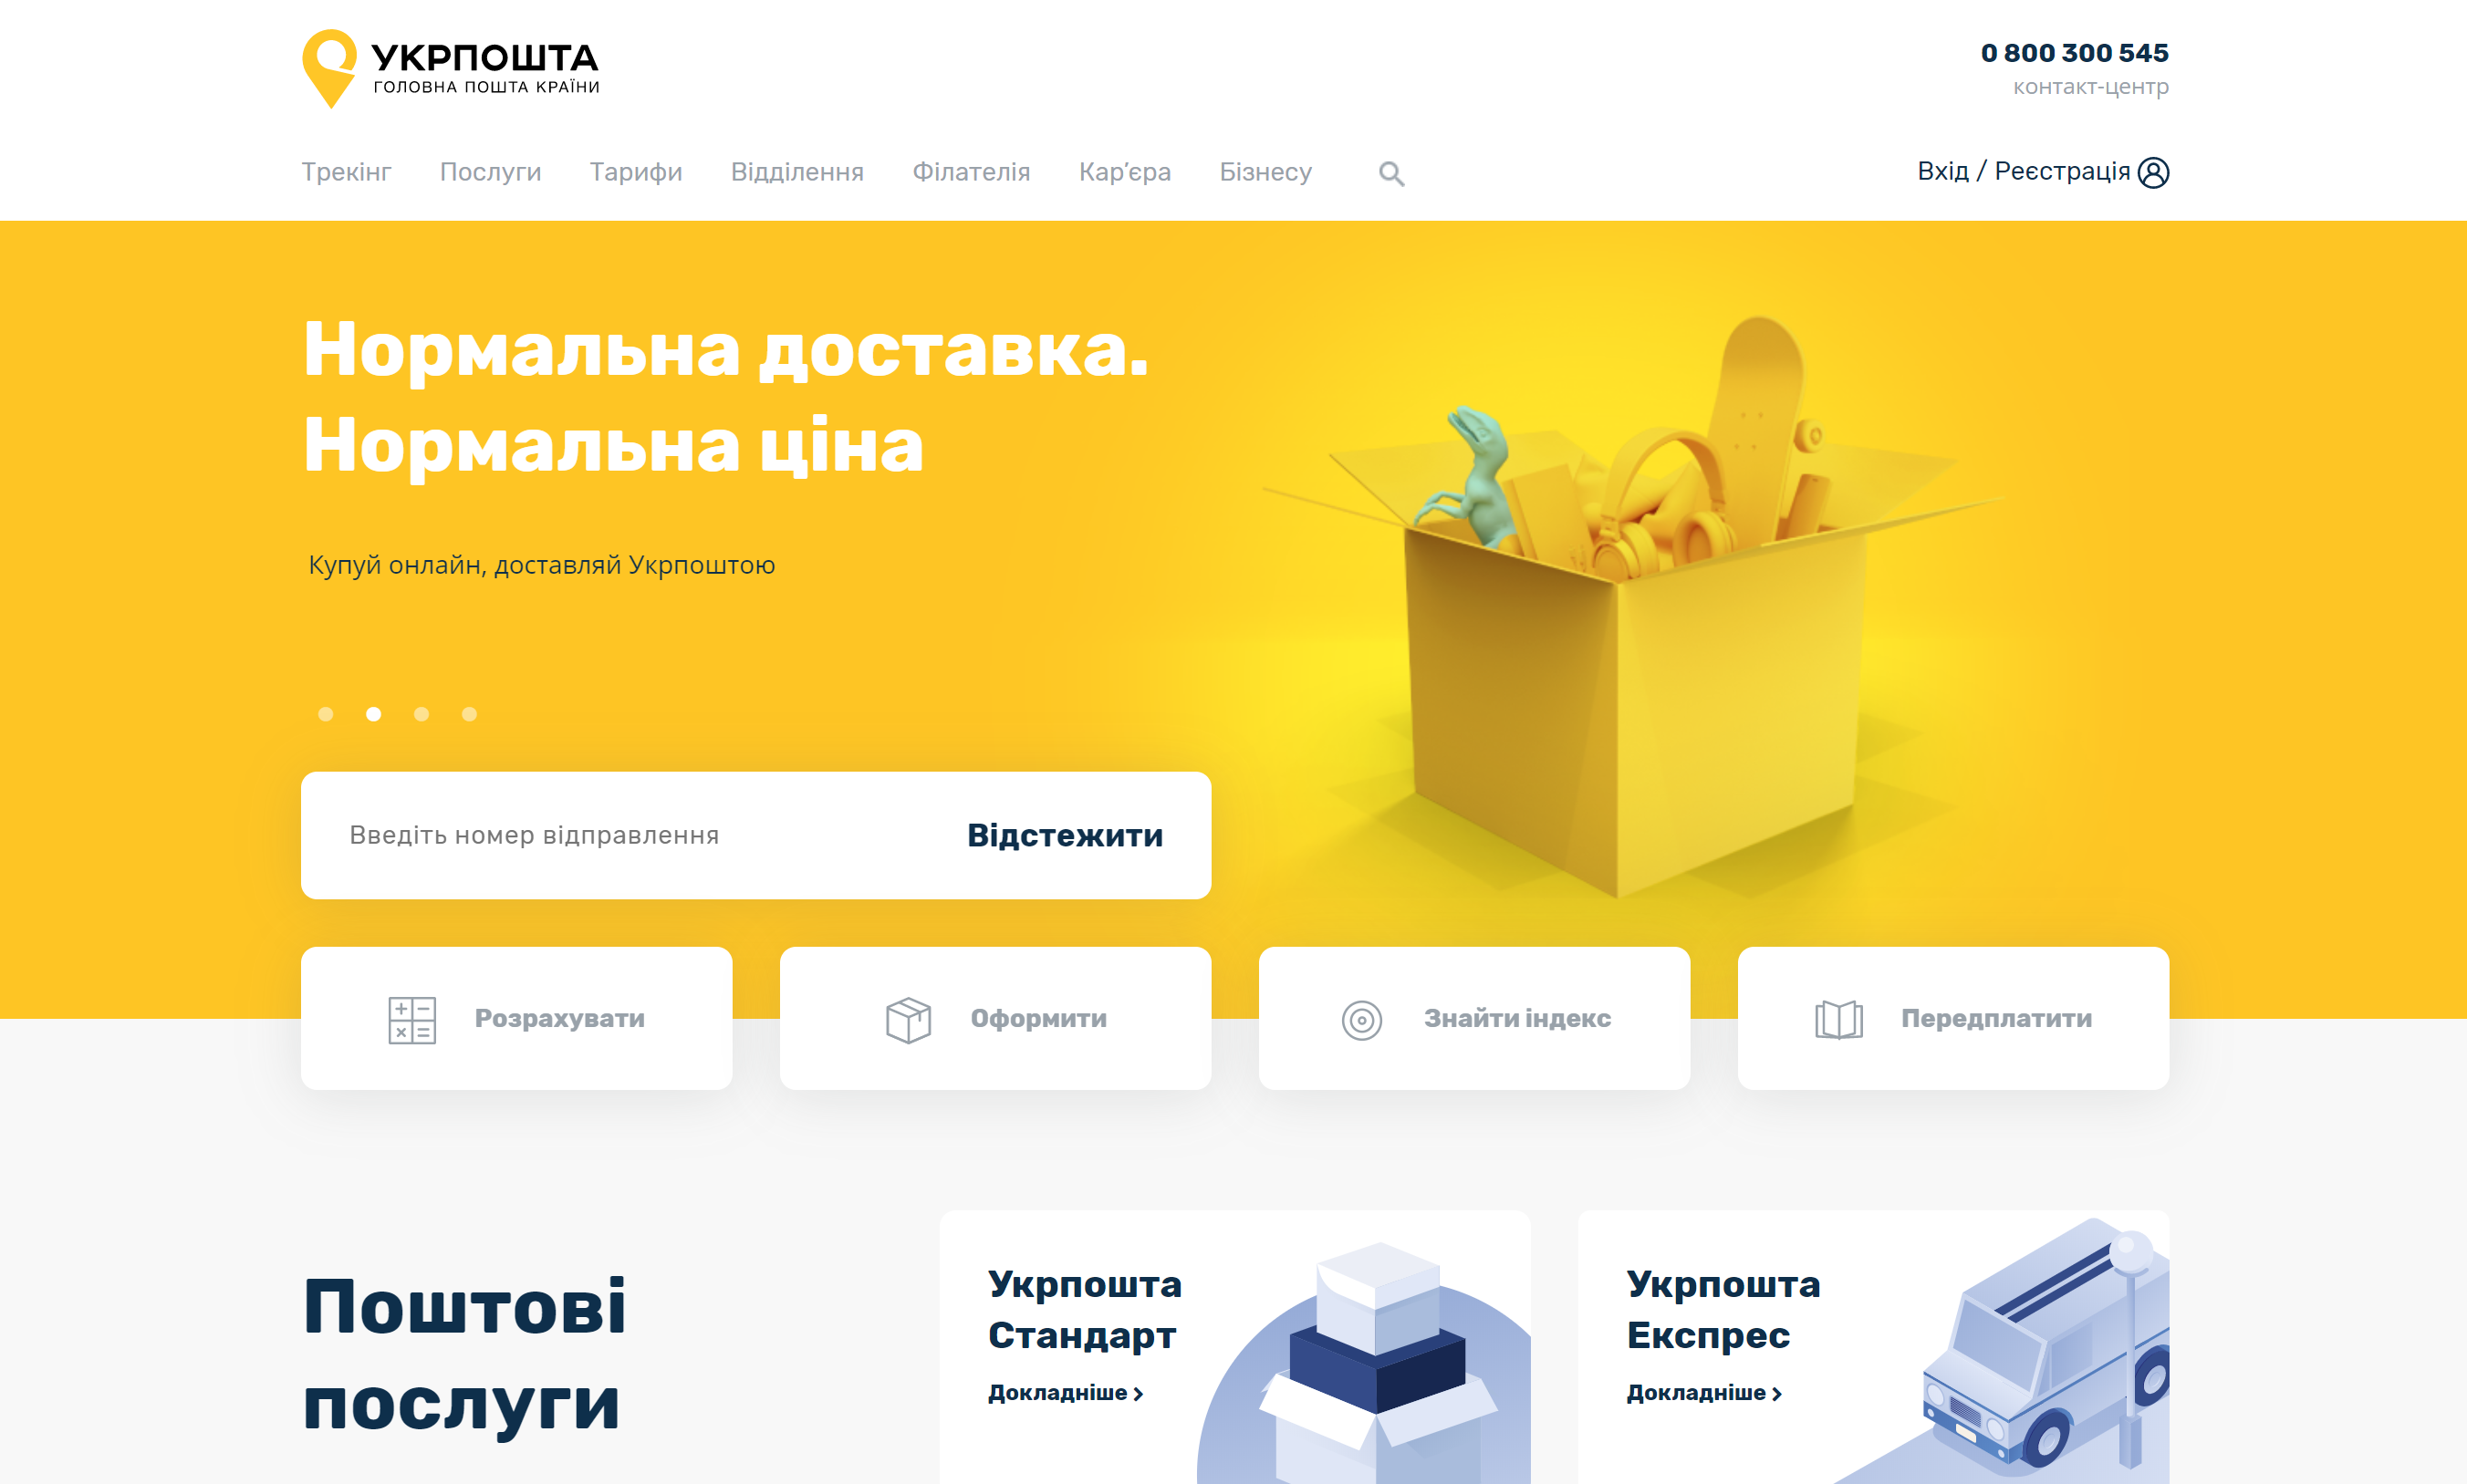 УКРПОШТА
ГОЛОВНА ПОШТА КРАЇНИ
0 800 300 545
контакт-центр
Трекінг Послуги Тарифи Відділення Філателія Кар’єра Бізнесу
Вхід / Реєстрація
Нормальна доставка.
Нормальна ціна
Купуй онлайн, доставляй Укрпоштою
Введіть номер відправлення Відстежити
Розрахувати Оформити Знайти індекс Передплатити
Поштові
послуги
Укрпошта
Стандарт
Докладніше
Укрпошта
Експрес
Докладніше